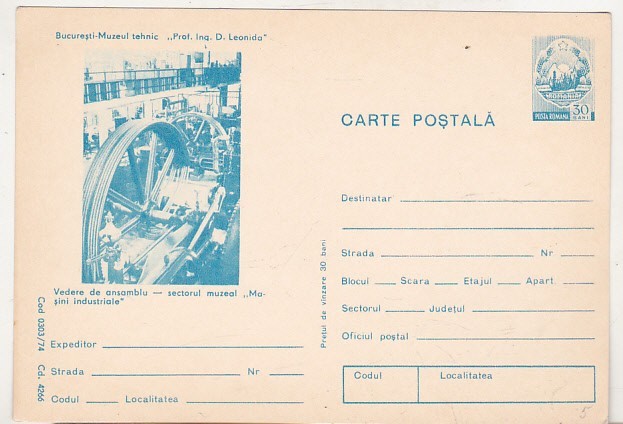 București-Muzeul tehnic ,,Prof. Ing. D. Leonida"
POSTA ROMANA
30
BANI
CARTE POȘTALĂ
Vedere de ansamblu — sectorul muzeal ,,Ma-
șini industriale"
Cod 0303/74 Cd. 4266
Expeditor
Strada Nr
Codul Localitatea
Prețul de vînzare 30 bani
Destinatar
Strada Nr
Blocul Scara Etajul Apart.
Sectorul Județul
Oficiul poștal
Codul Localitatea
5